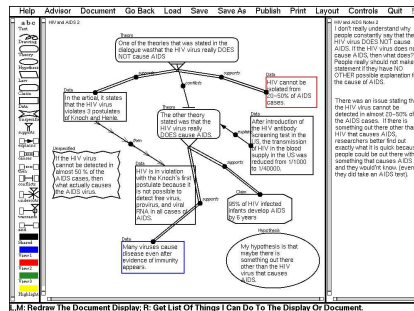 Help Advisor Document Go Back Load Save Save As Publish Print Layout Controls Quit
a b c
Text
HIV and AIDS 2
Theory
One of the theories that was stated in the
dialogue was that the HIV virus really DOES
NOT cause AIDS
supports
conflicts
supports
Data
In the artical, it states
that the HIV virus
violates 3 postulates
of Knoch and Henle.
Theory
The other theory
stated was that the
HIV virus really
DOES cause AIDS.
Data
HIV cannot be
isolated from
20-50% of AIDS
cases.
Data
After introduction of
the HIV antibody
screening test in the
US, the transmission
of HIV in the blood
supply in the US was
reduced from 1/1000
to 1/40000.
Unspecified
If the HIV virus
cannot be detected in
almost 50 % of the
AIDS cases, then
what actually causes
the AIDS virus.
Data
HIV is in violation
with the Knoch's first
postulate because it
is not possible to
detect free virus,
provirus, and viral
RNA in all cases of
AIDS.
supports
supports
Claim
95% of HIV infected
infants develop AIDS
by 6 years
Data
Many viruses cause
disease even after
evidence of immunity
appears.
Hypothesis
My hypothesis is that
maybe there is
something out there
other than the HIV
virus that causes
AIDS.
HIV and AIDS Notes 2
I don't really understand why
people constantly say that the
HIV virus DOES NOT cause
AIDS. If the HIV virus does
cause AIDS, then what does?
People really should not make
statement if they have NO
OTHER possible explanation
the cause of AIDS.
There was an issue stating
the HIV virus cannot be
detected in almost 20-50% of
the AIDS cases. If there is
something out there other than
HIV that causes AIDS,
researchers better find out
exactly what it is quick because
people could be out there with
something that causes AIDS
and they would'nt know. (even
they did take an AIDS test).
Shared
Highlight
L,M: Redraw The Document Display; R: Get List Of Things I Can Do To The Display Or Document.